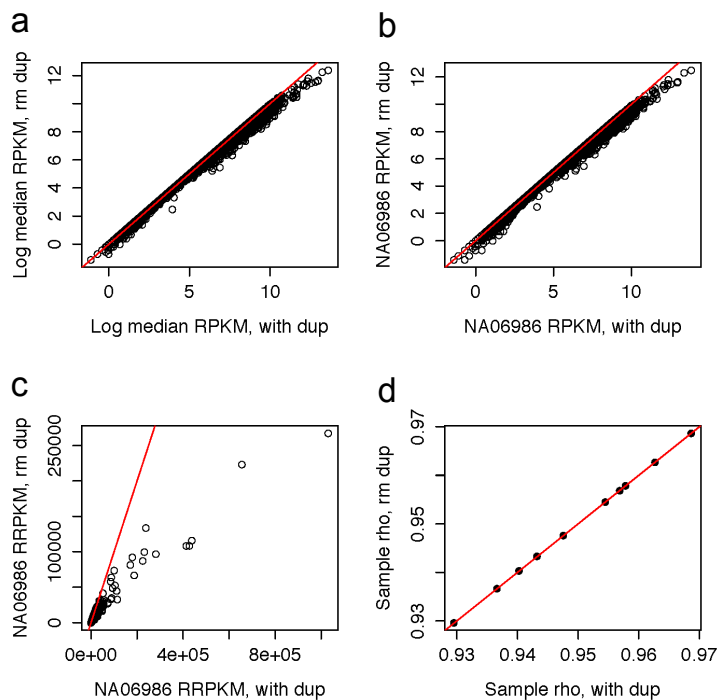 a
Log median RPKM, rm dup
0 2 4 6 8 10 12
0 5 10
Log median RPKM, with dup
b
NA06986 RPKM, rm dup
0 2 4 6 8 10 12
0 5 10
NA06986 RPKM, with dup
c
NA06986 RRPKM, rm dup
0 100000 250000
0e+00 4e+05 8e+05
NA06986 RRPKM, with dup
d
Sample rho, rm dup
0.93 0.95 0.97
0.93 0.94 0.95 0.96 0.97
Sample rho, with dup